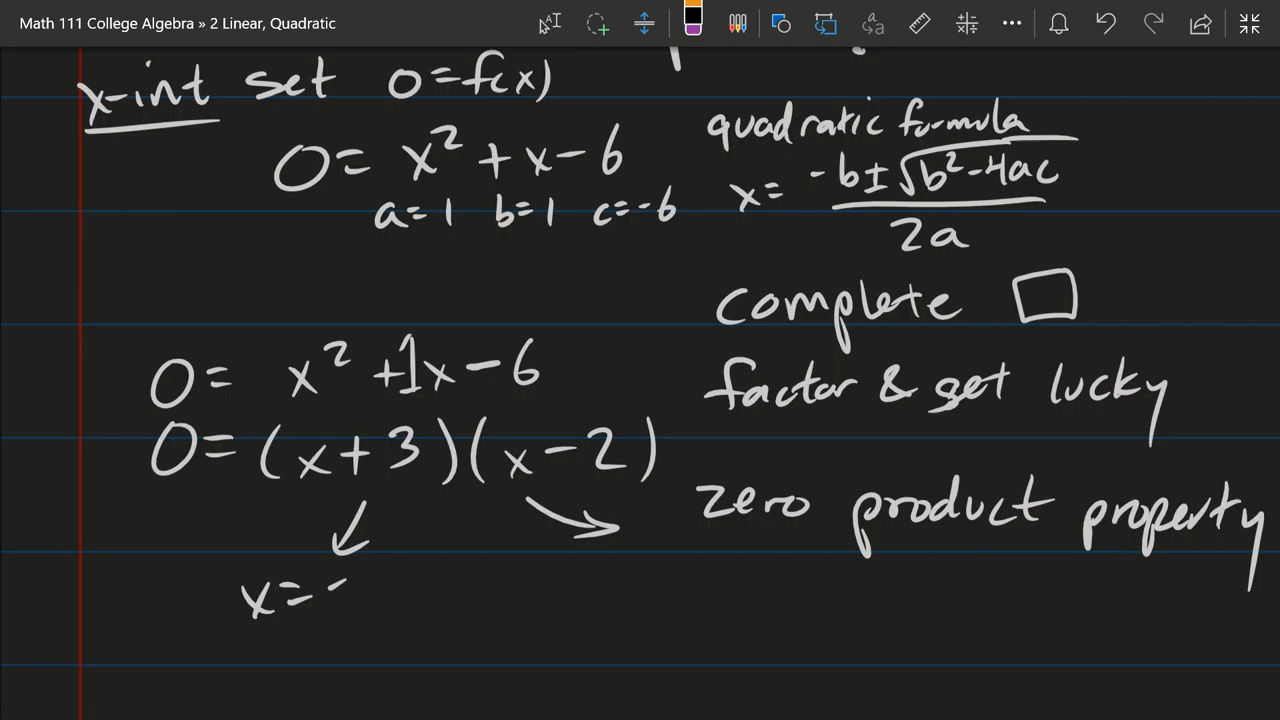 Math 111 College Algebra » 2 Linear, Quadratic
x-int set 0=f(x)
0= x² + x - 6
a=1 b=1 c=-6
quadratic formula
x= -b±√b²-4ac
2a
complete □
0= x² +1x - 6
factor & get lucky
0= (x+3)(x-2)
zero product property
x= -